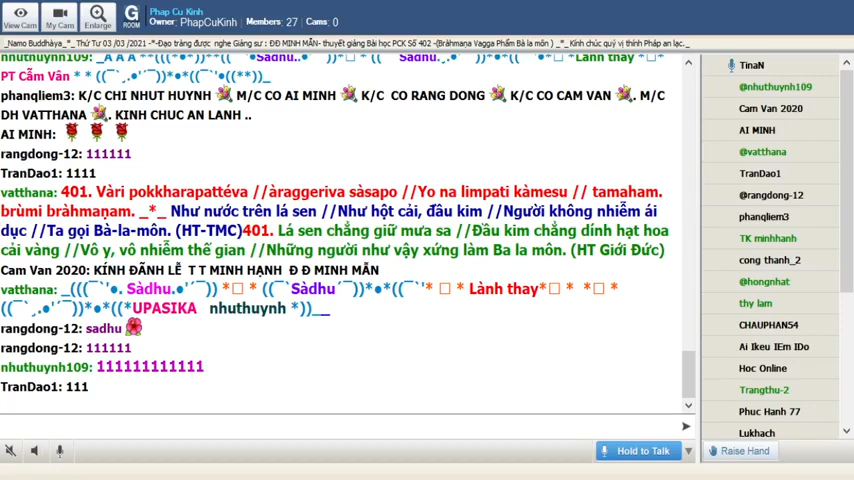 Phap Cu Kinh
Owner: PhapCuKinh Members: 27 Cams: 0
View Cam
My Cam
Enlarge
G
ROOM
_Namo Buddhàya_*_ Thứ Tư 03 /03 /2021 -*-Đạo tràng được nghe Giảng sư : ĐĐ MINH MẪN- thuyết giảng Bài học PCK Số 402 -(Bràhmaṇa Vagga Phẩm Bà la môn ) _*_ Kính chúc quý vị thính Pháp an lạc._
nhuthuynh109: _A A A **(((*●*))**((¯`•.•Sadhu..•´¯))*□ * ((¯`Sadhu.•´¯))*●*□ *Lành thay*
PT Cẩm Vân * * ((¯`´.●•´¯))*●*((¯`'●((**))_
phanqliem3: K/C CHI NHUT HUYNH . M/C CO AI MINH K/C CO RANG DONG K/C CO CAM VAN . M/C
DH VATTHANA . KINH CHUC AN LANH ..
AI MINH:
rangdong-12: 111111
TranDao1: 1111
vatthana: 401. Vàri pokkharapattéva //àraggeriva sàsapo //Yo na limpati kàmesu // tamaham.
brùmi bràhmaṇam. _*_ Như nước trên lá sen //Như hột cải, đầu kim //Người không nhiễm ái
dục //Ta gọi Bà-la-môn. (HT-TMC)401. Lá sen chẳng giữ mưa sa //Đầu kim chẳng dính hạt hoa
cải vàng //Vô y, vô nhiễm thế gian //Những người như vậy xứng làm Ba la môn. (HT Giới Đức)
Cam Van 2020: KÍNH ĐÃNH LỄ T T MINH HẠNH Đ Đ MINH MẪN
vatthana: _(((¯`'●. Sàdhu.●'´¯)) *□ * ((¯`Sàdhu´¯))*●*((¯`'* □ * Lành thay*□ * *□ *
((¯`´.●'´¯))*●*((*UPASIKA nhuthuynh *))__
rangdong-12: sadhu
rangdong-12: 111111
nhuthuynh109: 111111111111
TranDao1: 111
TinaN
@nhuthuynh109
Cam Van 2020
AI MINH
@vatthana
TranDao1
@rangdong-12
phanqliem3
TK minhhanh
cong thanh_2
@hongnhat
thy lam
CHAUPHAN54
Ai Ikeu IEm IDo
Hoc Online
Trangthu-2
Phuc Hanh 77
Lukhach
Hold to Talk
Raise Hand